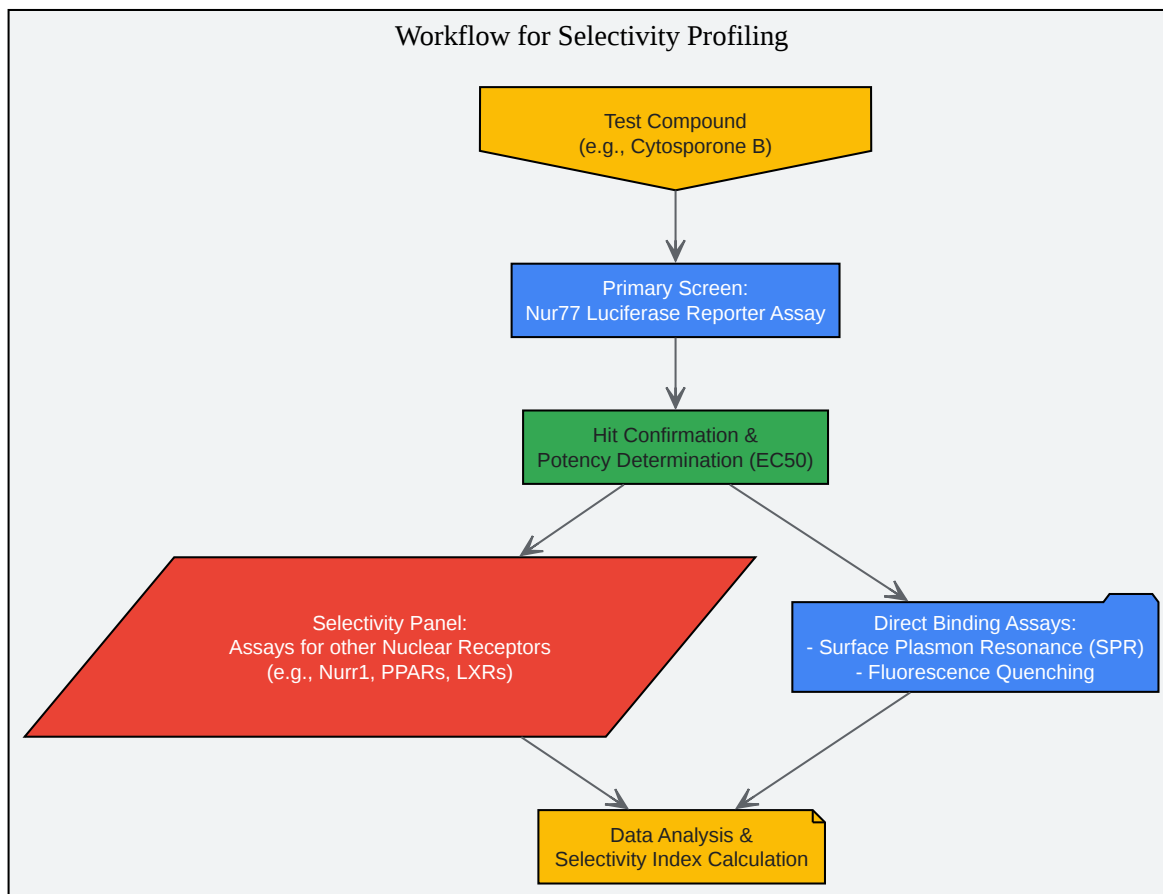 Workflow for Selectivity Profiling
Test Compound
(e.g., Cytosporone B)
Primary Screen:
Nur77 Luciferase Reporter Assay
Hit Confirmation &
Potency Determination (EC50)
Selectivity Panel:
Assays for other Nuclear Receptors
(e.g., Nurr1, PPARs, LXRs)
Direct Binding Assays:
- Surface Plasmon Resonance (SPR)
- Fluorescence Quenching
Data Analysis &
Selectivity Index Calculation